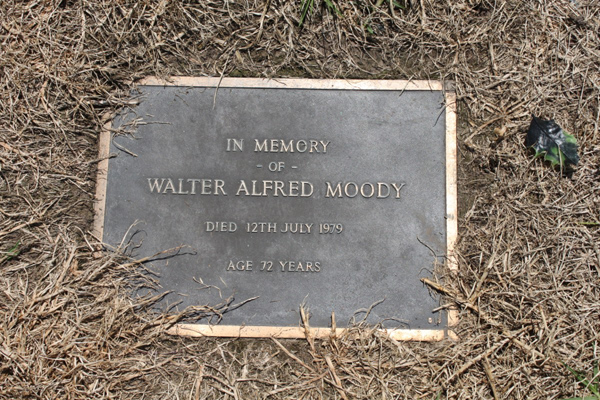 IN MEMORY
- OF -
WALTER ALFRED MOODY
DIED 12TH JULY 1979
AGE 72 YEARS